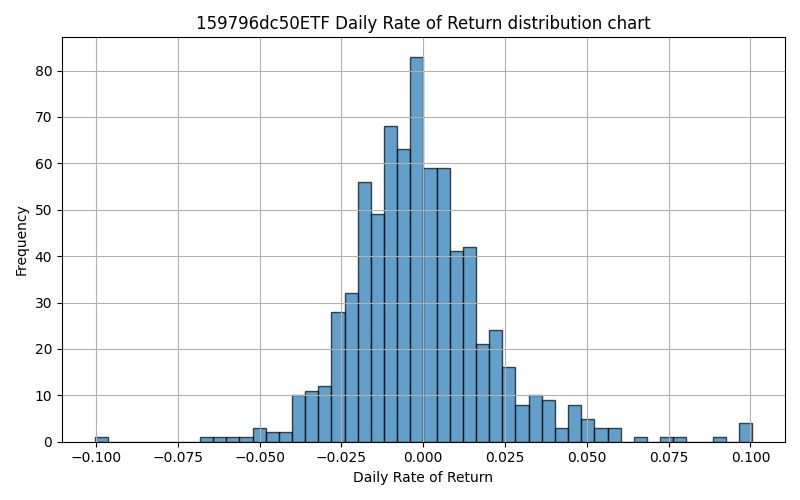 159796dc50ETF Daily Rate of Return distribution chart
Frequency
80
70
60
50
40
30
20
10
0
−0.100 −0.075 −0.050 −0.025 0.000 0.025 0.050 0.075 0.100
Daily Rate of Return